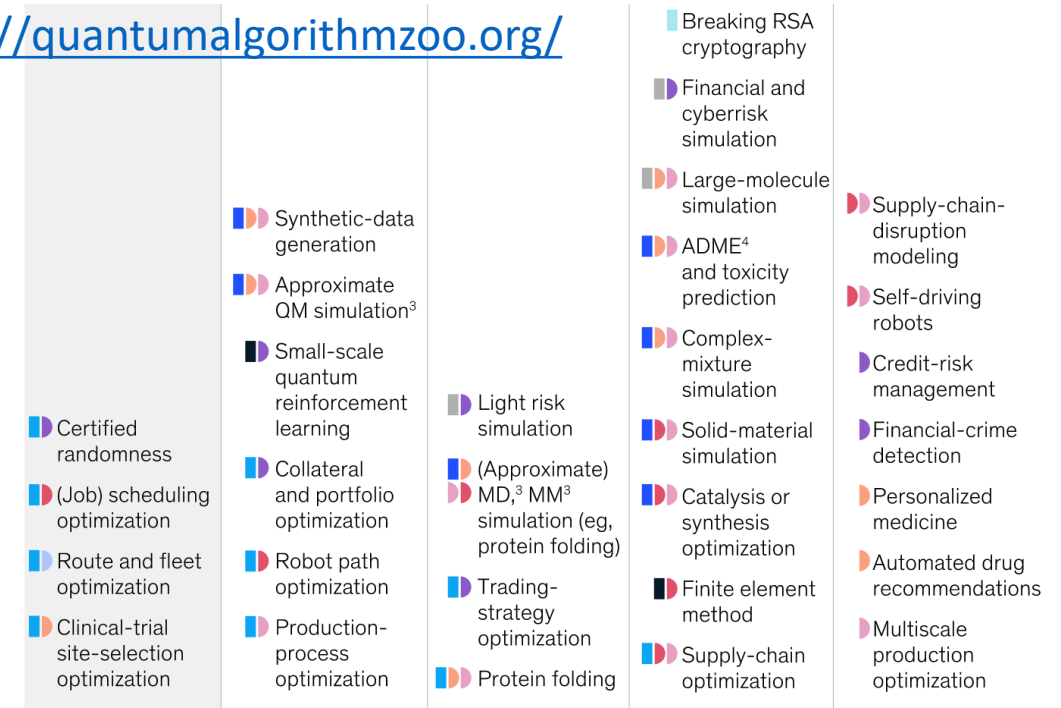 //quantumalgorithmzoo.org/
Certified
randomness
(Job) scheduling
optimization
Route and fleet
optimization
Clinical-trial
site-selection
optimization
Synthetic-data
generation
Approximate
QM simulation³
Small-scale
quantum
reinforcement
learning
Collateral
and portfolio
optimization
Robot path
optimization
Production-
process
optimization
Light risk
simulation
(Approximate)
MD,³ MM³
simulation (eg,
protein folding)
Trading-
strategy
optimization
Protein folding
Breaking RSA
cryptography
Financial and
cyberrisk
simulation
Large-molecule
simulation
ADME⁴
and toxicity
prediction
Complex-
mixture
simulation
Solid-material
simulation
Catalysis or
synthesis
optimization
Finite element
method
Supply-chain
optimization
Supply-chain-
disruption
modeling
Self-driving
robots
Credit-risk
management
Financial-crime
detection
Personalized
medicine
Automated drug
recommendations
Multiscale
production
optimization